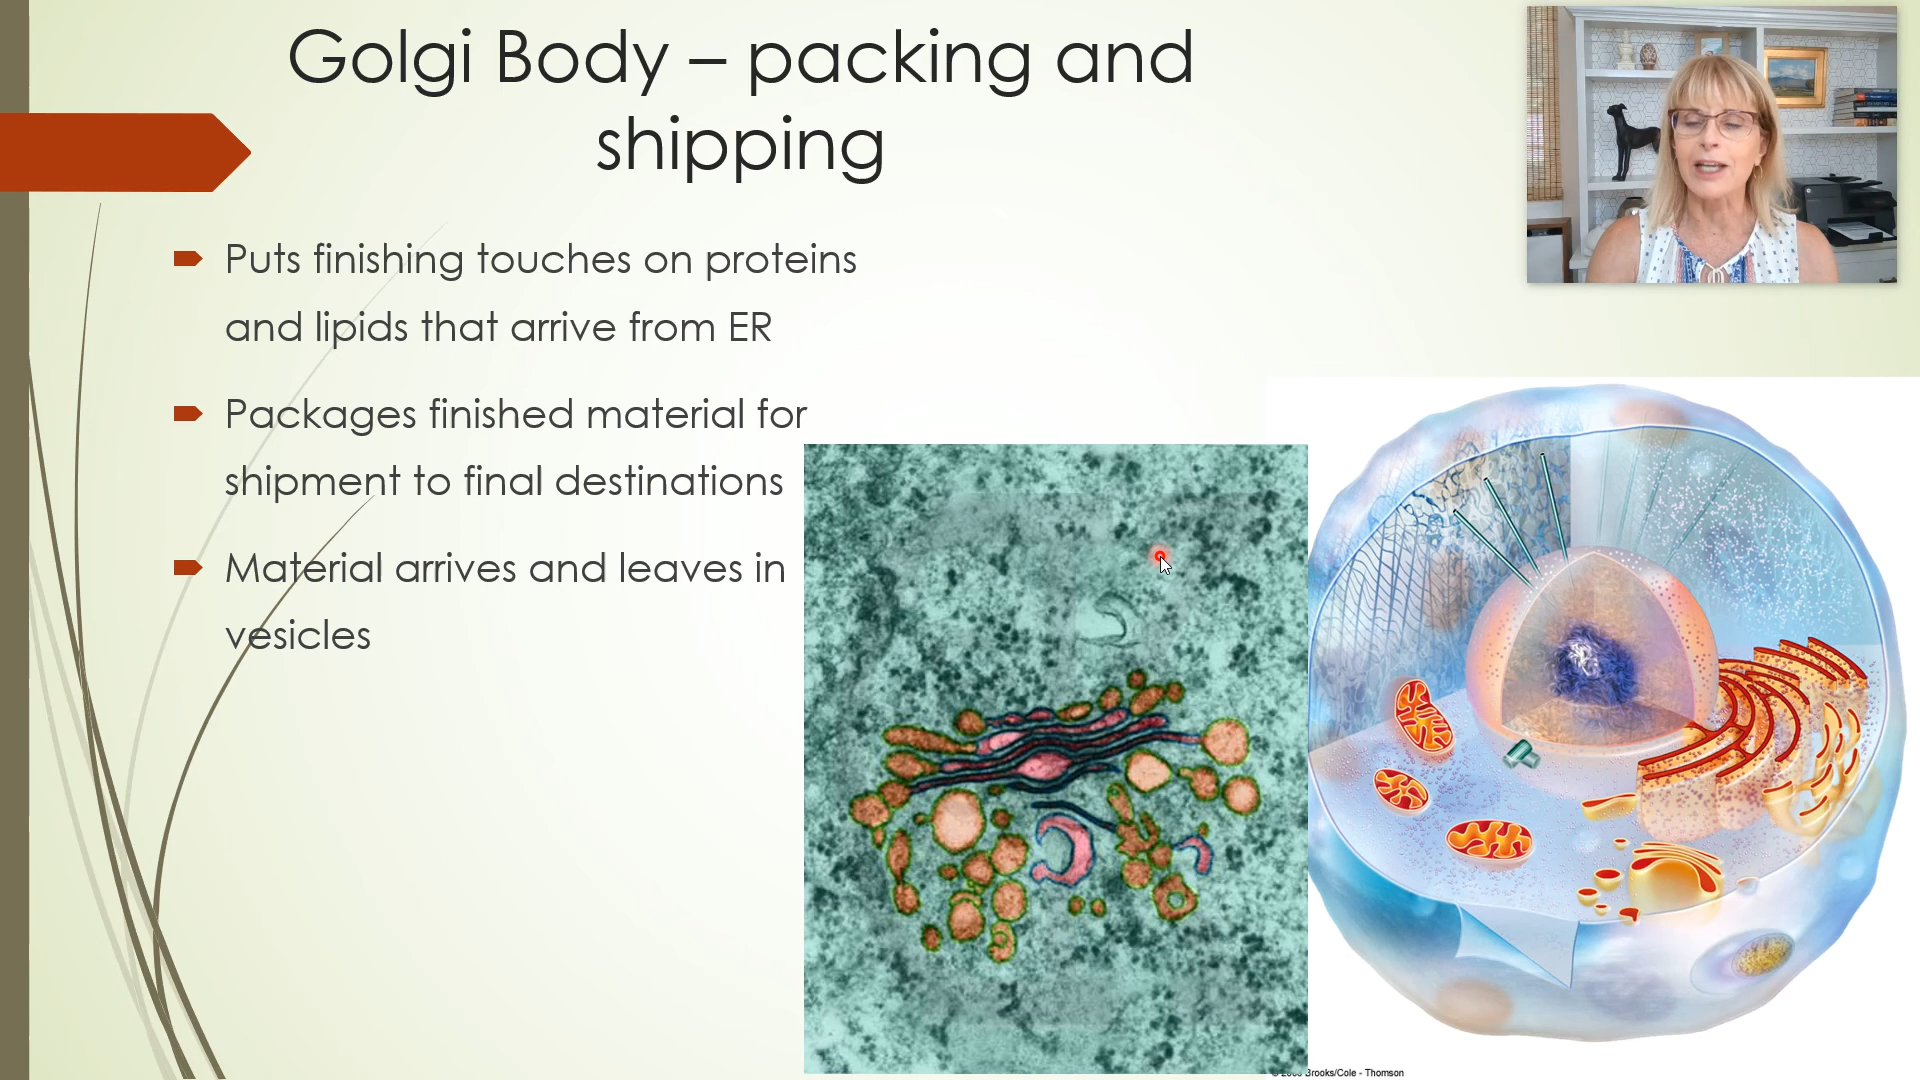 Golgi Body – packing and
shipping
Puts finishing touches on proteins
and lipids that arrive from ER
Packages finished material for
shipment to final destinations
Material arrives and leaves in
vesicles
Brooks/Cole - Thomson